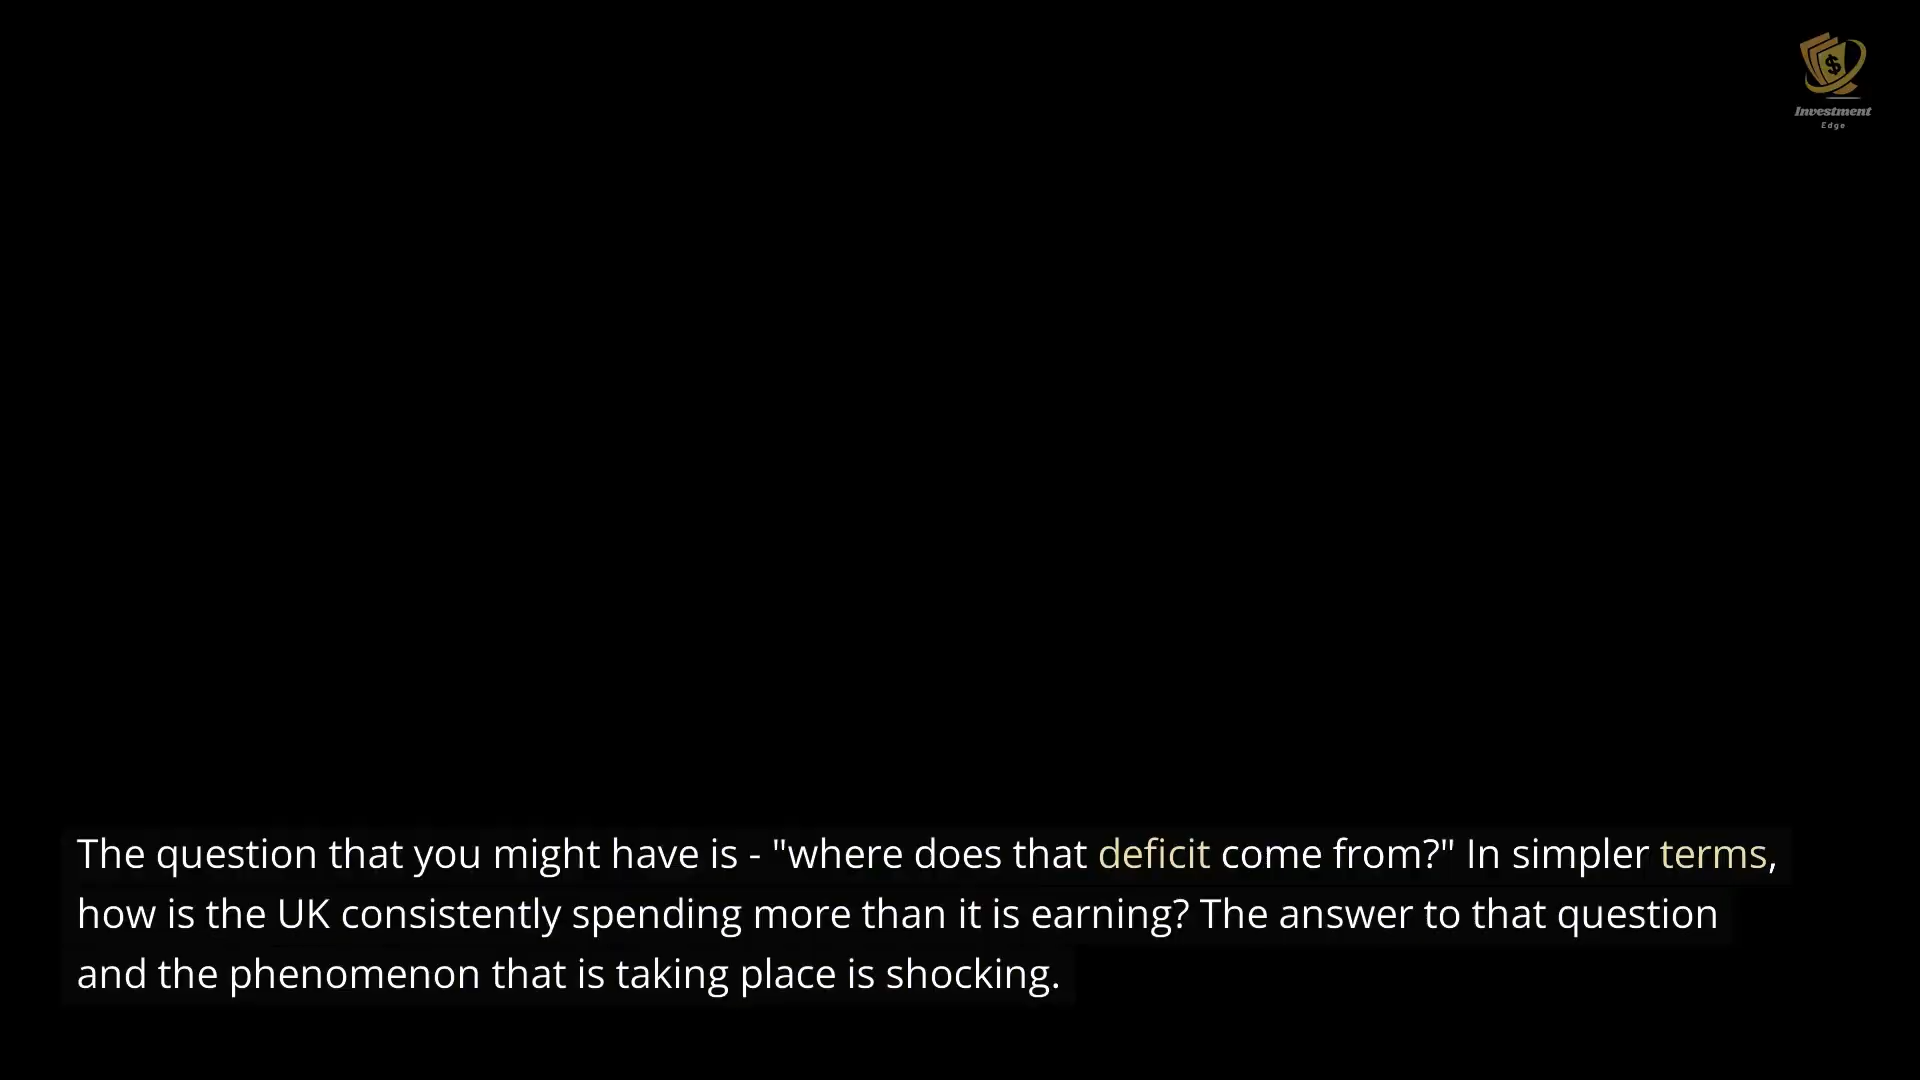 $
Investment
Edge
The question that you might have is - "where does that deficit come from?" In simpler terms,
how is the UK consistently spending more than it is earning? The answer to that question
and the phenomenon that is taking place is shocking.